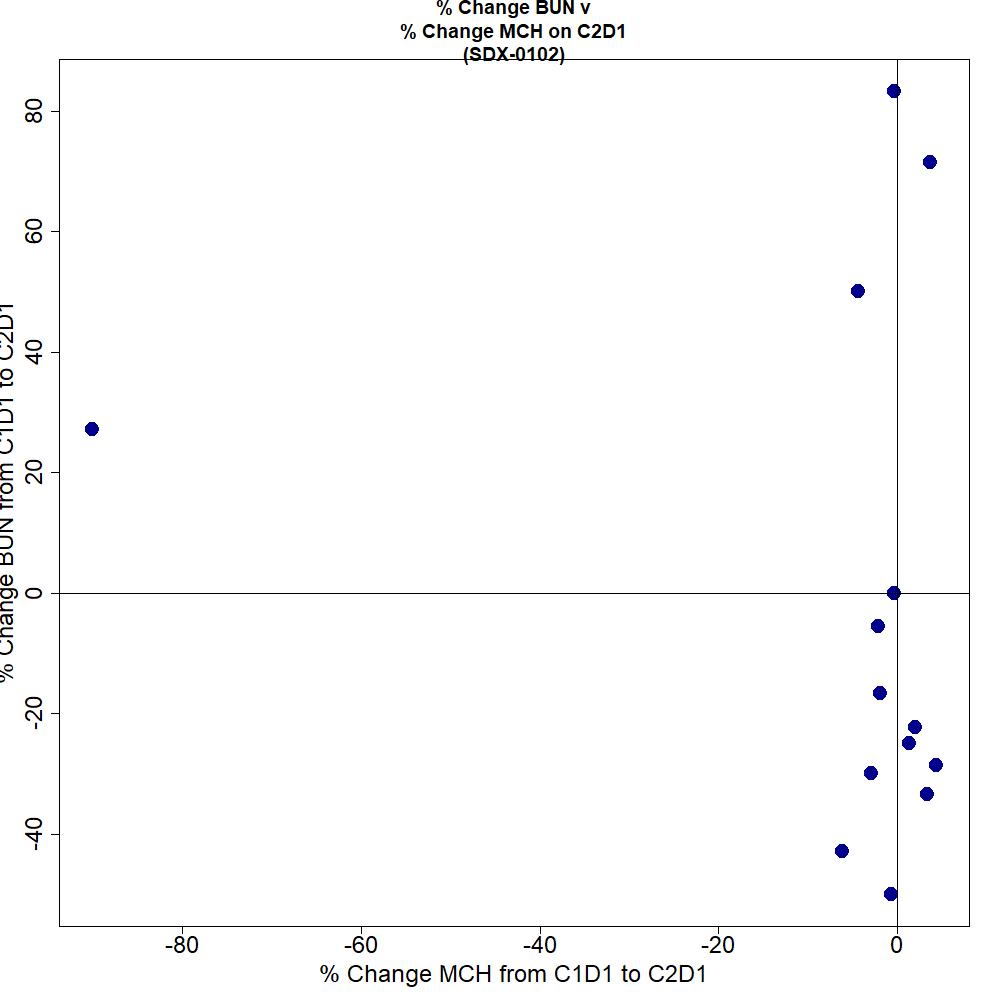 % Change BUN v
% Change MCH on C2D1
(SDX-0102)
% Change BUN from C1D1 to C2D1
80
60
40
20
0
-20
-40
-80
-60
-40
-20
0
% Change MCH from C1D1 to C2D1